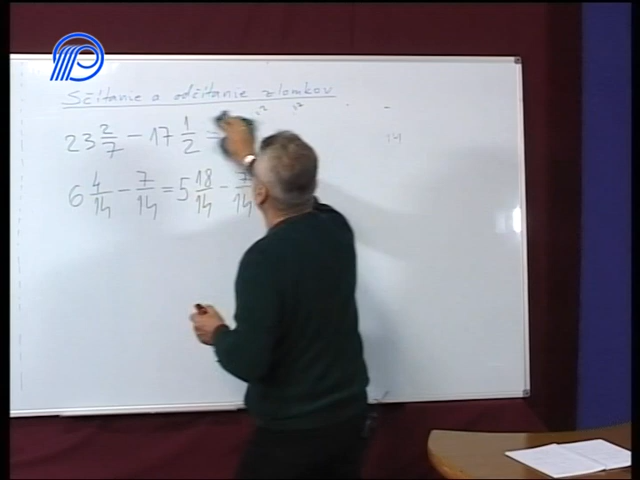 Sčítanie a odčítanie zlomkov
23 2/7 - 17 1/2 =
6 4/14 - 7/14 = 5 18/14 - 7/14
14